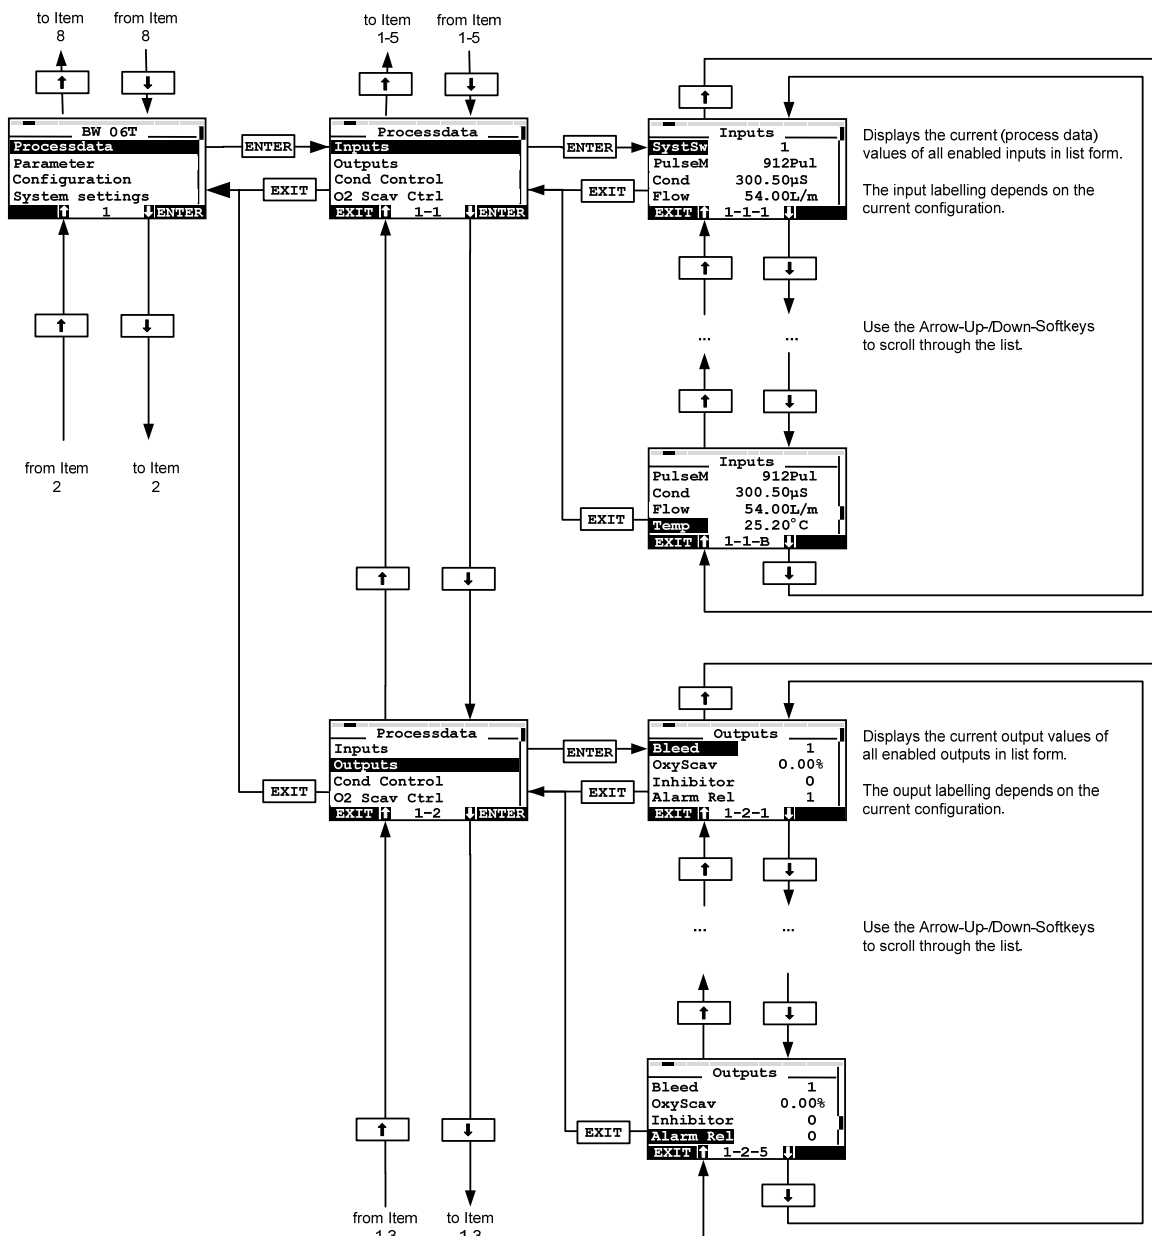 to Item
8
from Item
8
to Item
1-5
from Item
1-5
BW 06T
Processdata
Parameter
Configuration
System settings
1
ENTER
ENTER
EXIT
Processdata
Inputs
Outputs
Cond Control
O2 Scav Ctrl
EXIT
1-1
ENTER
ENTER
EXIT
Inputs
SystSw 1
PulseM 912Pul
Cond 300.50µS
Flow 54.00L/m
EXIT
1-1-1
Displays the current (process data)
values of all enabled inputs in list form.
The input labelling depends on the
current configuration.
...
...
Use the Arrow-Up-/Down-Softkeys
to scroll through the list.
from Item
2
to Item
2
EXIT
Inputs
PulseM 912Pul
Cond 300.50µS
Flow 54.00L/m
Temp 25.20°C
EXIT
1-1-B
EXIT
Processdata
Inputs
Outputs
Cond Control
O2 Scav Ctrl
EXIT
1-2
ENTER
ENTER
EXIT
Outputs
Bleed 1
OxyScav 0.00%
Inhibitor 0
Alarm Rel 1
EXIT
1-2-1
Displays the current output values of
all enabled outputs in list form.
The ouput labelling depends on the
current configuration.
...
...
Use the Arrow-Up-/Down-Softkeys
to scroll through the list.
EXIT
Outputs
Bleed 1
OxyScav 0.00%
Inhibitor 0
Alarm Rel 0
EXIT
1-2-5
from Item
1-3
to Item
1-3